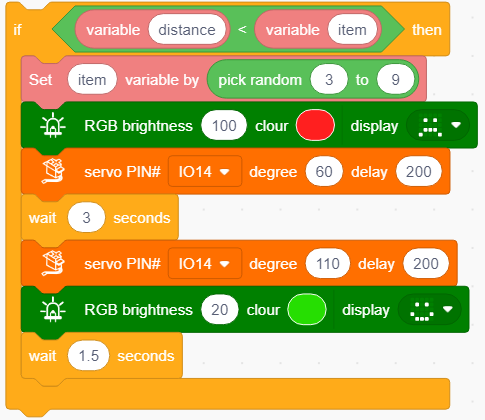 if variable distance < variable item then
Set item variable by pick random 3 to 9
RGB brightness 100 clour display
servo PIN# IO14 degree 60 delay 200
wait 3 seconds
servo PIN# IO14 degree 110 delay 200
RGB brightness 20 clour display
wait 1.5 seconds